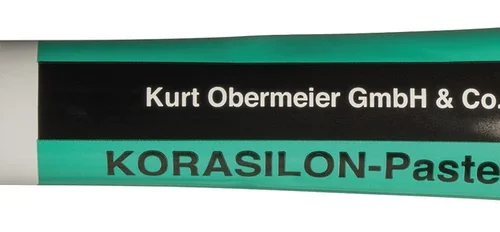 Kurt Obermeier GmbH & Co.
KORASILON-Paste